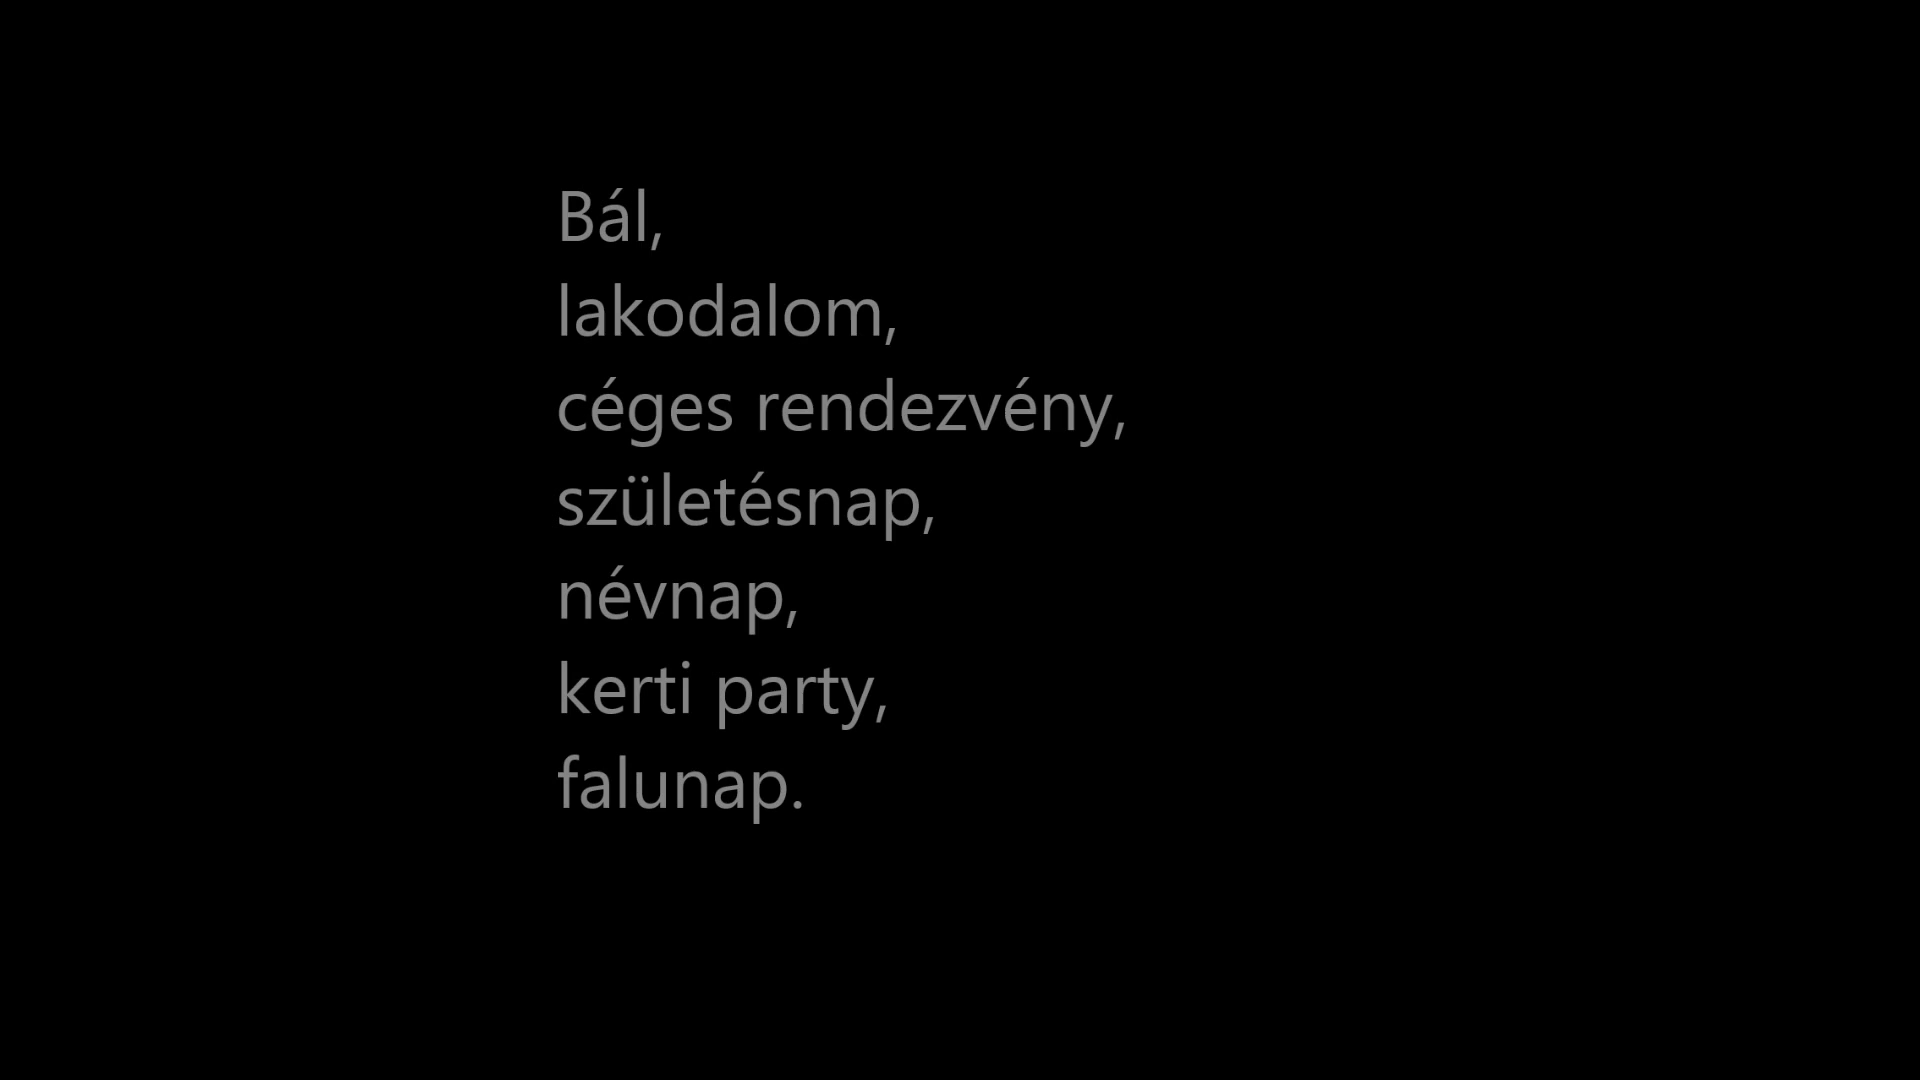 Bál,
lakodalom,
céges rendezvény,
születésnap,
névnap,
kerti party,
falunap.